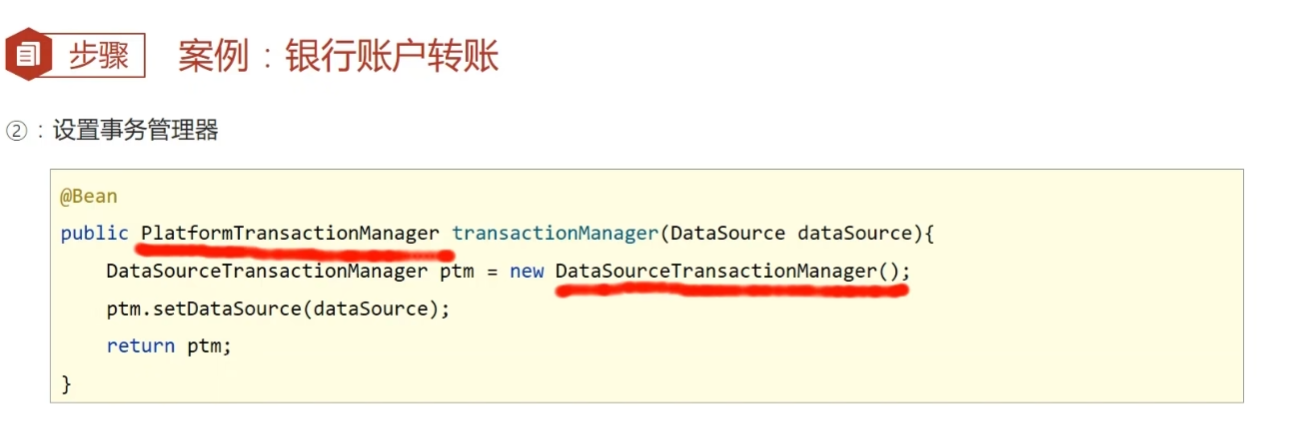 步骤 案例：银行账户转账
②：设置事务管理器
@Bean
public PlatformTransactionManager transactionManager(DataSource dataSource){
    DataSourceTransactionManager ptm = new DataSourceTransactionManager();
    ptm.setDataSource(dataSource);
    return ptm;
}